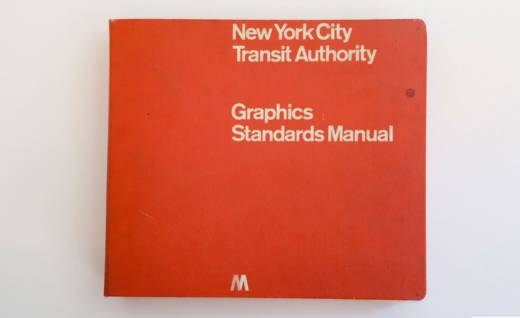 New York City
Transit Authority
Graphics
Standards Manual
M